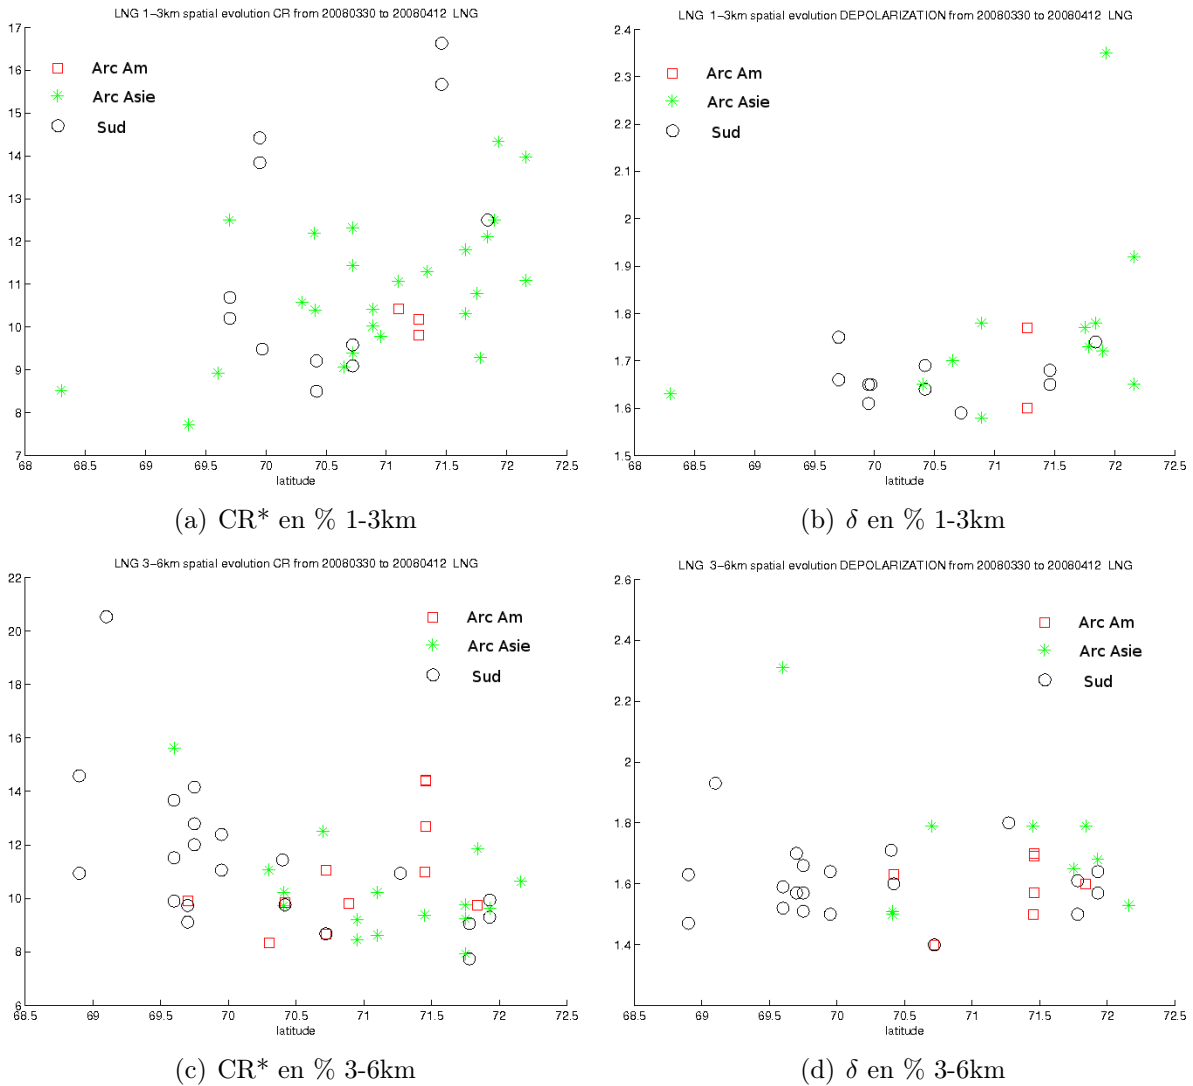 LNG 1-3km spatial evolution CR from 20080330 to 20080412 LNG
17
16
15
14
13
12
11
10
9
8
7
Arc Am
Arc Asie
Sud
68 68.5 69 69.5 70 70.5 71 71.5 72 72.5
latitude
(a) CR* en % 1-3km
LNG 1-3km spatial evolution DEPOLARIZATION from 20080330 to 20080412 LNG
2.4
2.3
2.2
2.1
2
1.9
1.8
1.7
1.6
1.5
Arc Am
Arc Asie
Sud
68 68.5 69 69.5 70 70.5 71 71.5 72 72.5
latitude
(b) δ en % 1-3km
LNG 3-6km spatial evolution CR from 20080330 to 20080412 LNG
22
20
18
16
14
12
10
8
6
Arc Am
Arc Asie
Sud
68.5 69 69.5 70 70.5 71 71.5 72 72.5
latitude
(c) CR* en % 3-6km
LNG 3-6km spatial evolution DEPOLARIZATION from 20080330 to 20080412 LNG
2.6
2.4
2.2
2
1.8
1.6
1.4
Arc Am
Arc Asie
Sud
68.5 69 69.5 70 70.5 71 71.5 72 72.5
latitude
(d) δ en % 3-6km